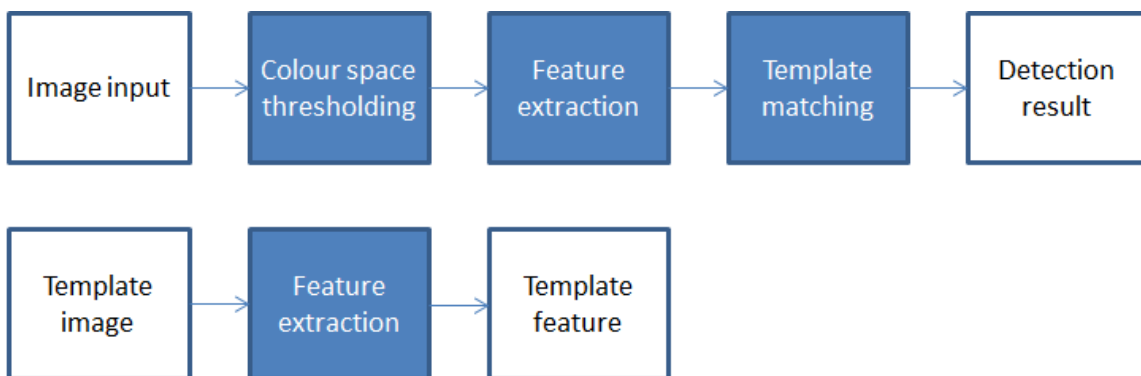 Image input
Colour space
thresholding
Feature
extraction
Template
matching
Detection
result
Template
image
Feature
extraction
Template
feature